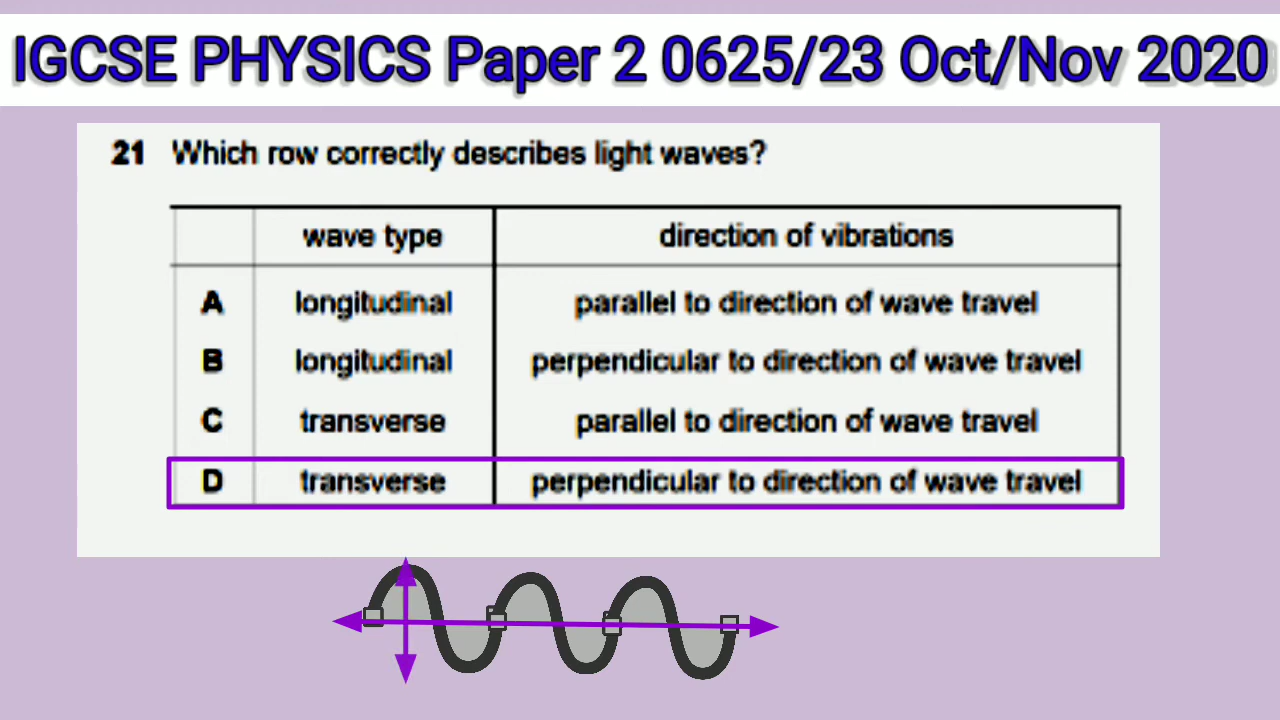 IGCSE PHYSICS Paper 2 0625/23 Oct/Nov 2020
21 Which row correctly describes light waves?
wave type direction of vibrations
A longitudinal parallel to direction of wave travel
B longitudinal perpendicular to direction of wave travel
C transverse parallel to direction of wave travel
D transverse perpendicular to direction of wave travel